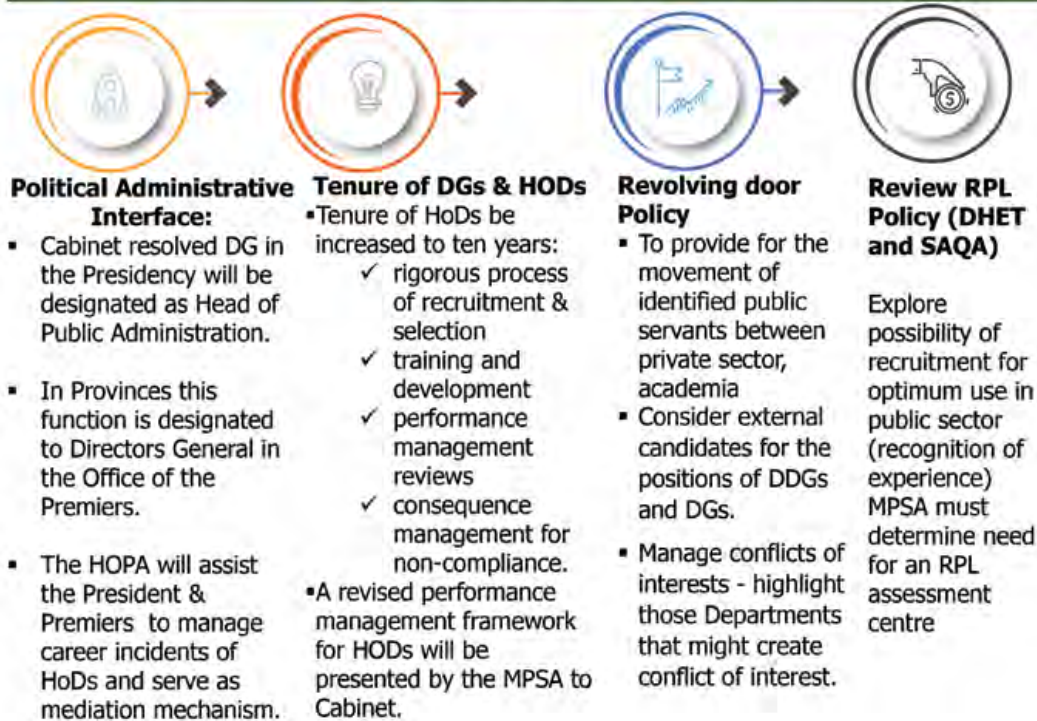 Political Administrative
Interface:
▪ Cabinet resolved DG in
the Presidency will be
designated as Head of
Public Administration.
▪ In Provinces this
function is designated
to Directors General in
the Office of the
Premiers.
▪ The HOPA will assist
the President &
Premiers to manage
career incidents of
HoDs and serve as
mediation mechanism.
Tenure of DGs & HODs
▪Tenure of HoDs be
increased to ten years:
✓ rigorous process
of recruitment &
selection
✓ training and
development
✓ performance
management
reviews
✓ consequence
management for
non-compliance.
▪A revised performance
management framework
for HODs will be
presented by the MPSA to
Cabinet.
Revolving door
Policy
▪ To provide for the
movement of
identified public
servants between
private sector,
academia
▪ Consider external
candidates for the
positions of DDGs
and DGs.
▪ Manage conflicts of
interests - highlight
those Departments
that might create
conflict of interest.
$
Review RPL
Policy (DHET
and SAQA)
Explore
possibility of
recruitment for
optimum use in
public sector
(recognition of
experience)
MPSA must
determine need
for an RPL
assessment
centre